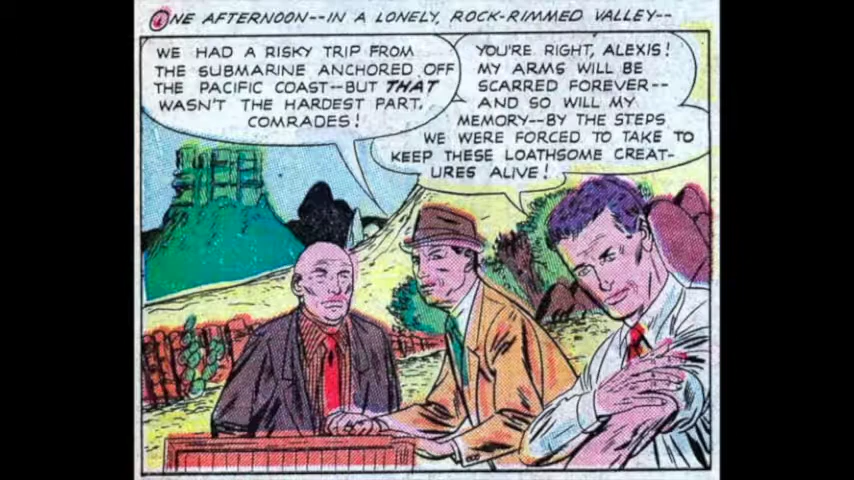 ONE AFTERNOON--IN A LONELY, ROCK-RIMMED VALLEY--
WE HAD A RISKY TRIP FROM
THE SUBMARINE ANCHORED OFF
THE PACIFIC COAST--BUT THAT
WASN'T THE HARDEST PART,
COMRADES!
YOU'RE RIGHT, ALEXIS!
MY ARMS WILL BE
SCARRED FOREVER--
AND SO WILL MY
MEMORY--BY THE STEPS
WE WERE FORCED TO TAKE TO
KEEP THESE LOATHSOME CREAT-
URES ALIVE!